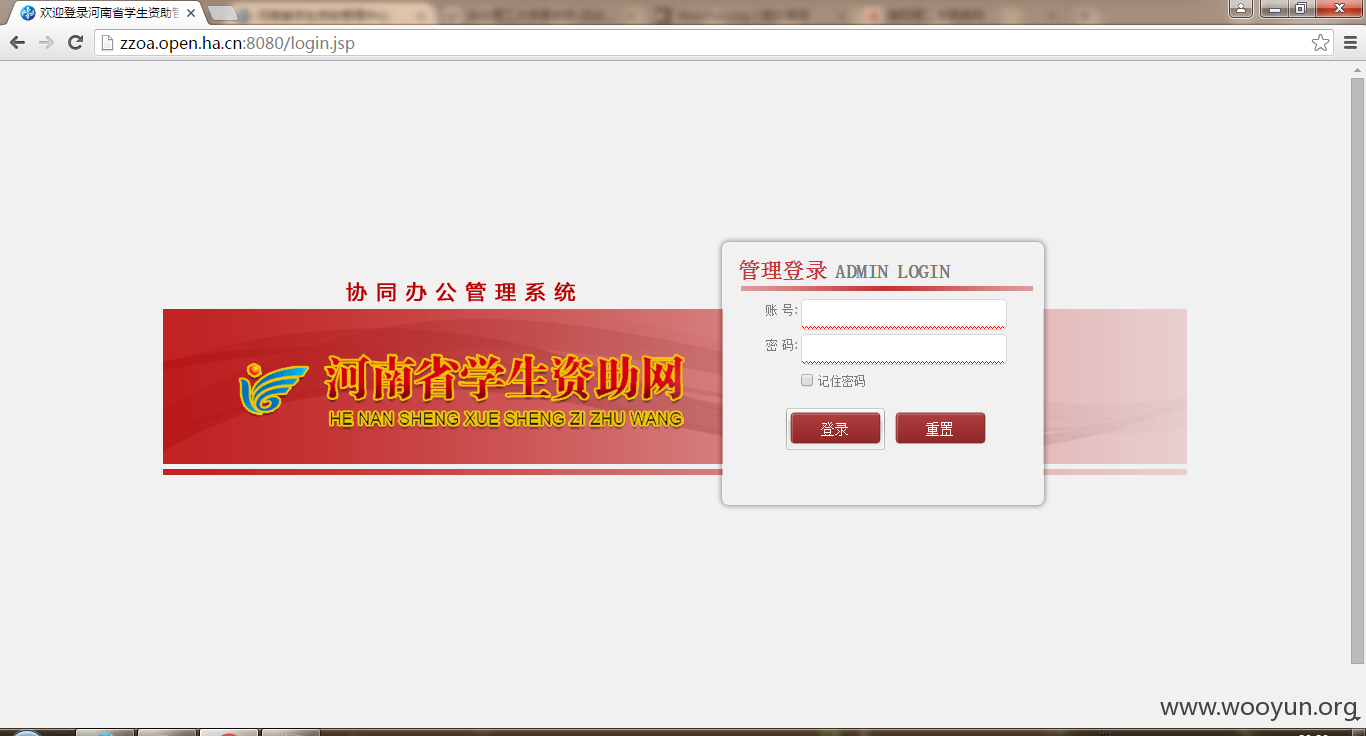 欢迎登录河南省学生资助管
zzoa.open.ha.cn:8080/login.jsp
协同办公管理系统
河南省学生资助网
HE NAN SHENG XUE SHENG ZI ZHU WANG
管理登录 ADMIN LOGIN
账 号:
密 码:
记住密码
登录 重置
www.wooyun.org